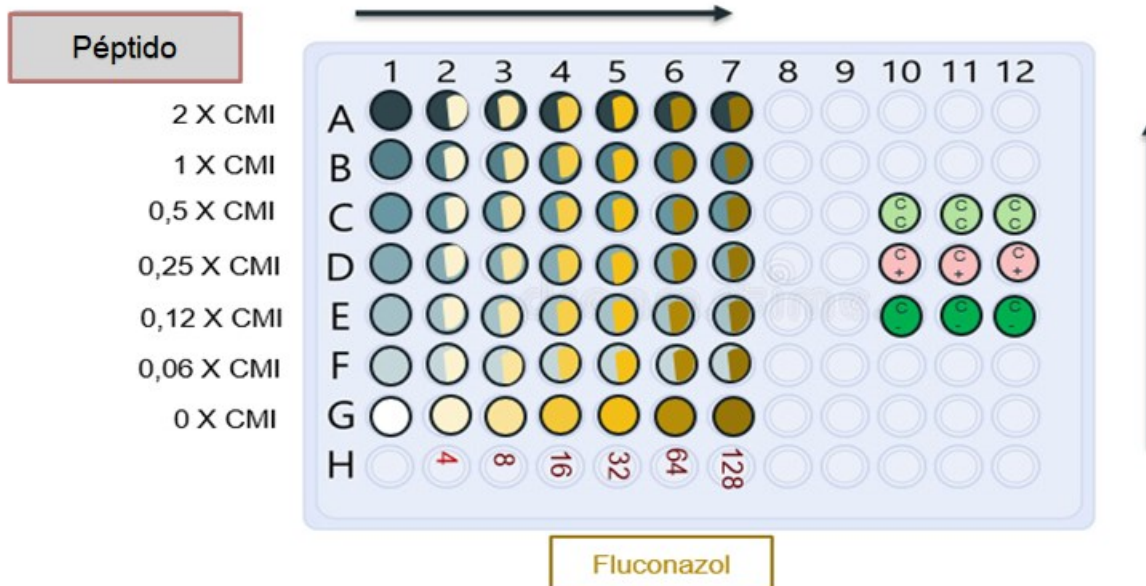 Péptido
1 2 3 4 5 6 7 8 9 10 11 12
2 X CMI A
1 X CMI B
0,5 X CMI C C C C C C C
0,25 X CMI D C + C + C +
0,12 X CMI E C - C - C -
0,06 X CMI F
0 X CMI G
H 4 8 16 32 64 128
Fluconazol